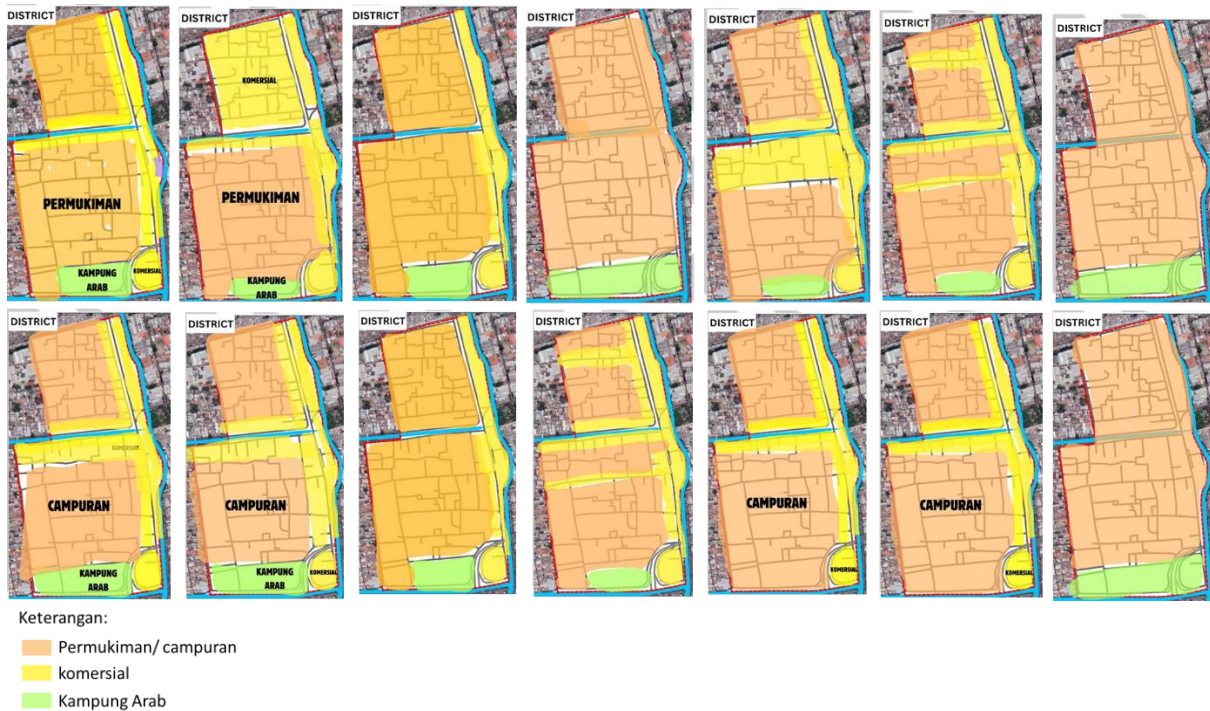 DISTRICT DISTRICT DISTRICT DISTRICT DISTRICT DISTRICT DISTRICT
KOMERSIAL
PERMUKIMAN PERMUKIMAN
KAMPUNG KOMERSIAL KAMPUNG
ARAB ARAB
DISTRICT DISTRICT DISTRICT DISTRICT DISTRICT DISTRICT DISTRICT
KOMERSIAL
CAMPURAN CAMPURAN CAMPURAN CAMPURAN
KAMPUNG KAMPUNG KOMERSIAL KOMERSIAL KOMERSIAL
ARAB ARAB
Keterangan:
Permukiman/ campuran
komersial
Kampung Arab